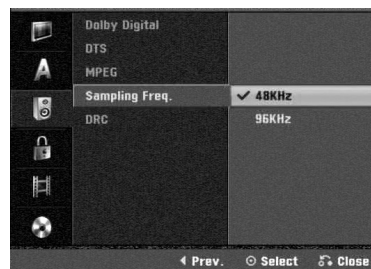 Dolby Digital
DTS
MPEG
Sampling Freq.
✓ 48KHz
DRC
96KHz
A
Prev.
Select
Close